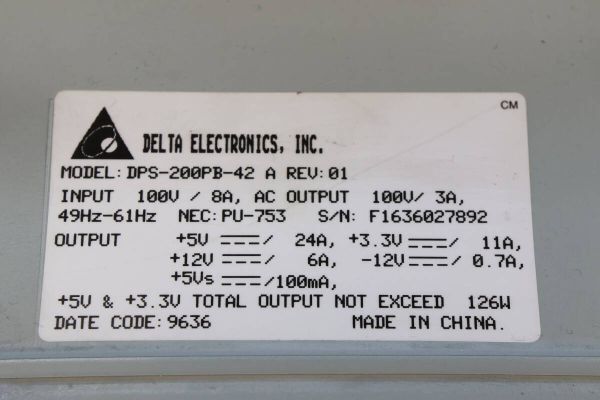 CM
DELTA ELECTRONICS, INC.
MODEL: DPS-200PB-42 A REV: 01
INPUT 100V / 8A, AC OUTPUT 100V/ 3A,
49Hz-61Hz NEC: PU-753 S/N: F1636027892
OUTPUT +5V ⎓/ 24A, +3.3V ⎓/ 11A,
+12V ⎓/ 6A, -12V ⎓/ 0.7A,
+5Vs ⎓/100mA,
+5V & +3.3V TOTAL OUTPUT NOT EXCEED 126W
DATE CODE: 9636 MADE IN CHINA.